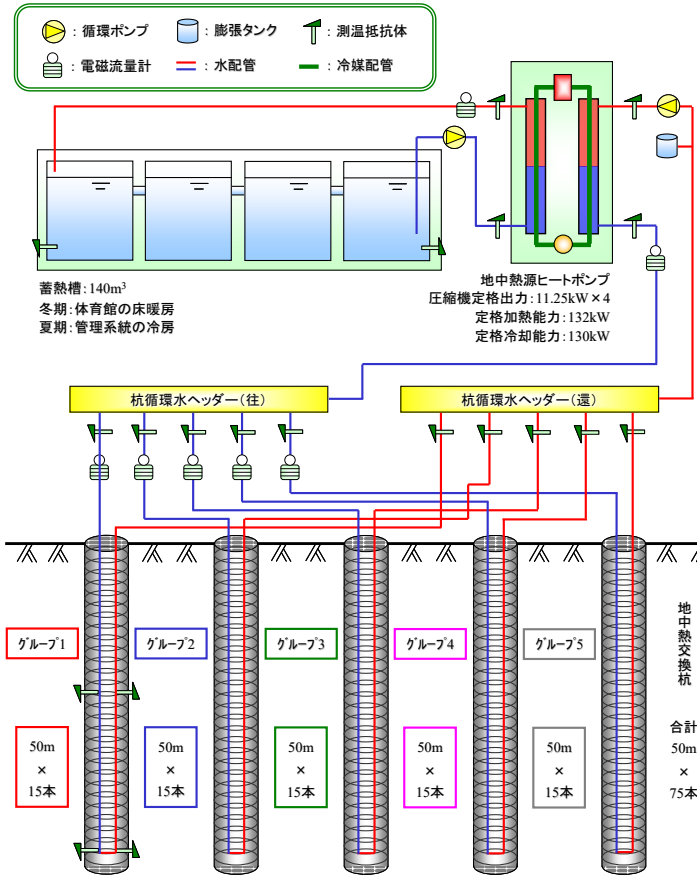 ：循環ポンプ
：膨張タンク
：測温抵抗体
：電磁流量計
：水配管
：冷媒配管
蓄熱槽：140m³
冬期：体育館の床暖房
夏期：管理系統の冷房
地中熱源ヒートポンプ
圧縮機定格出力：11.25kW×4
定格加熱能力：132kW
定格冷却能力：130kW
杭循環水ヘッダー(往)
杭循環水ヘッダー(還)
ｸﾞﾙｰﾌﾟ1
ｸﾞﾙｰﾌﾟ2
ｸﾞﾙｰﾌﾟ3
ｸﾞﾙｰﾌﾟ4
ｸﾞﾙｰﾌﾟ5
地中熱交換杭
50m
×
15本
50m
×
15本
50m
×
15本
50m
×
15本
50m
×
15本
合計
50m
×
75本